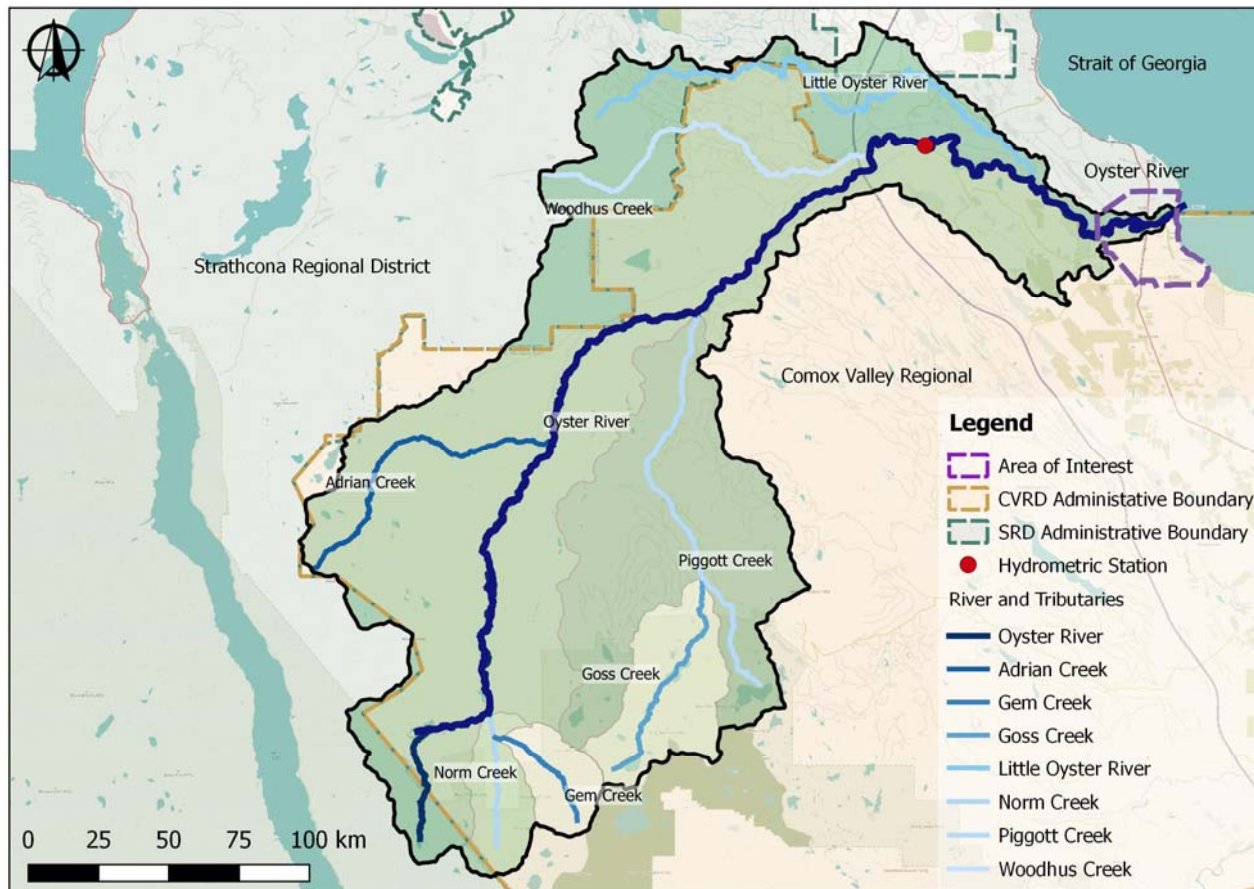 Strait of Georgia
Little Oyster River
Oyster River
Woodhus Creek
Strathcona Regional District
Comox Valley Regional
Oyster River
Adrian Creek
Piggott Creek
Goss Creek
Norm Creek
Gem Creek
0 25 50 75 100 km
Legend
Area of Interest
CVRD Administative Boundary
SRD Administrative Boundary
Hydrometric Station
River and Tributaries
Oyster River
Adrian Creek
Gem Creek
Goss Creek
Little Oyster River
Norm Creek
Piggott Creek
Woodhus Creek